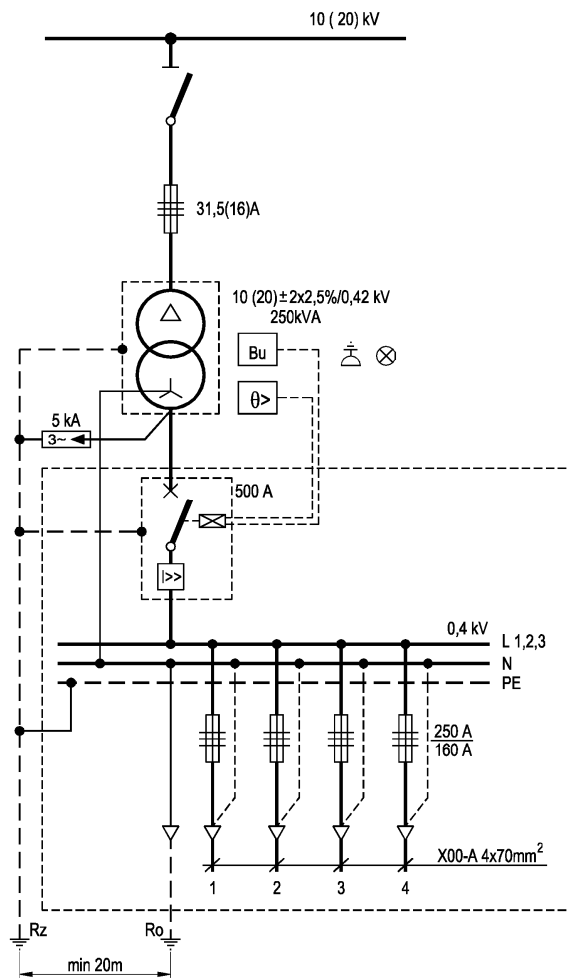 10 ( 20) kV
31,5(16)A
10 (20)±2x2,5%/0,42 kV
250kVA
Bu
θ>
5 kA
3~
500 A
I>>
0,4 kV
L 1,2,3
N
PE
250 A
160 A
X00-A 4x70mm²
1 2 3 4
Rz
Ro
min 20m